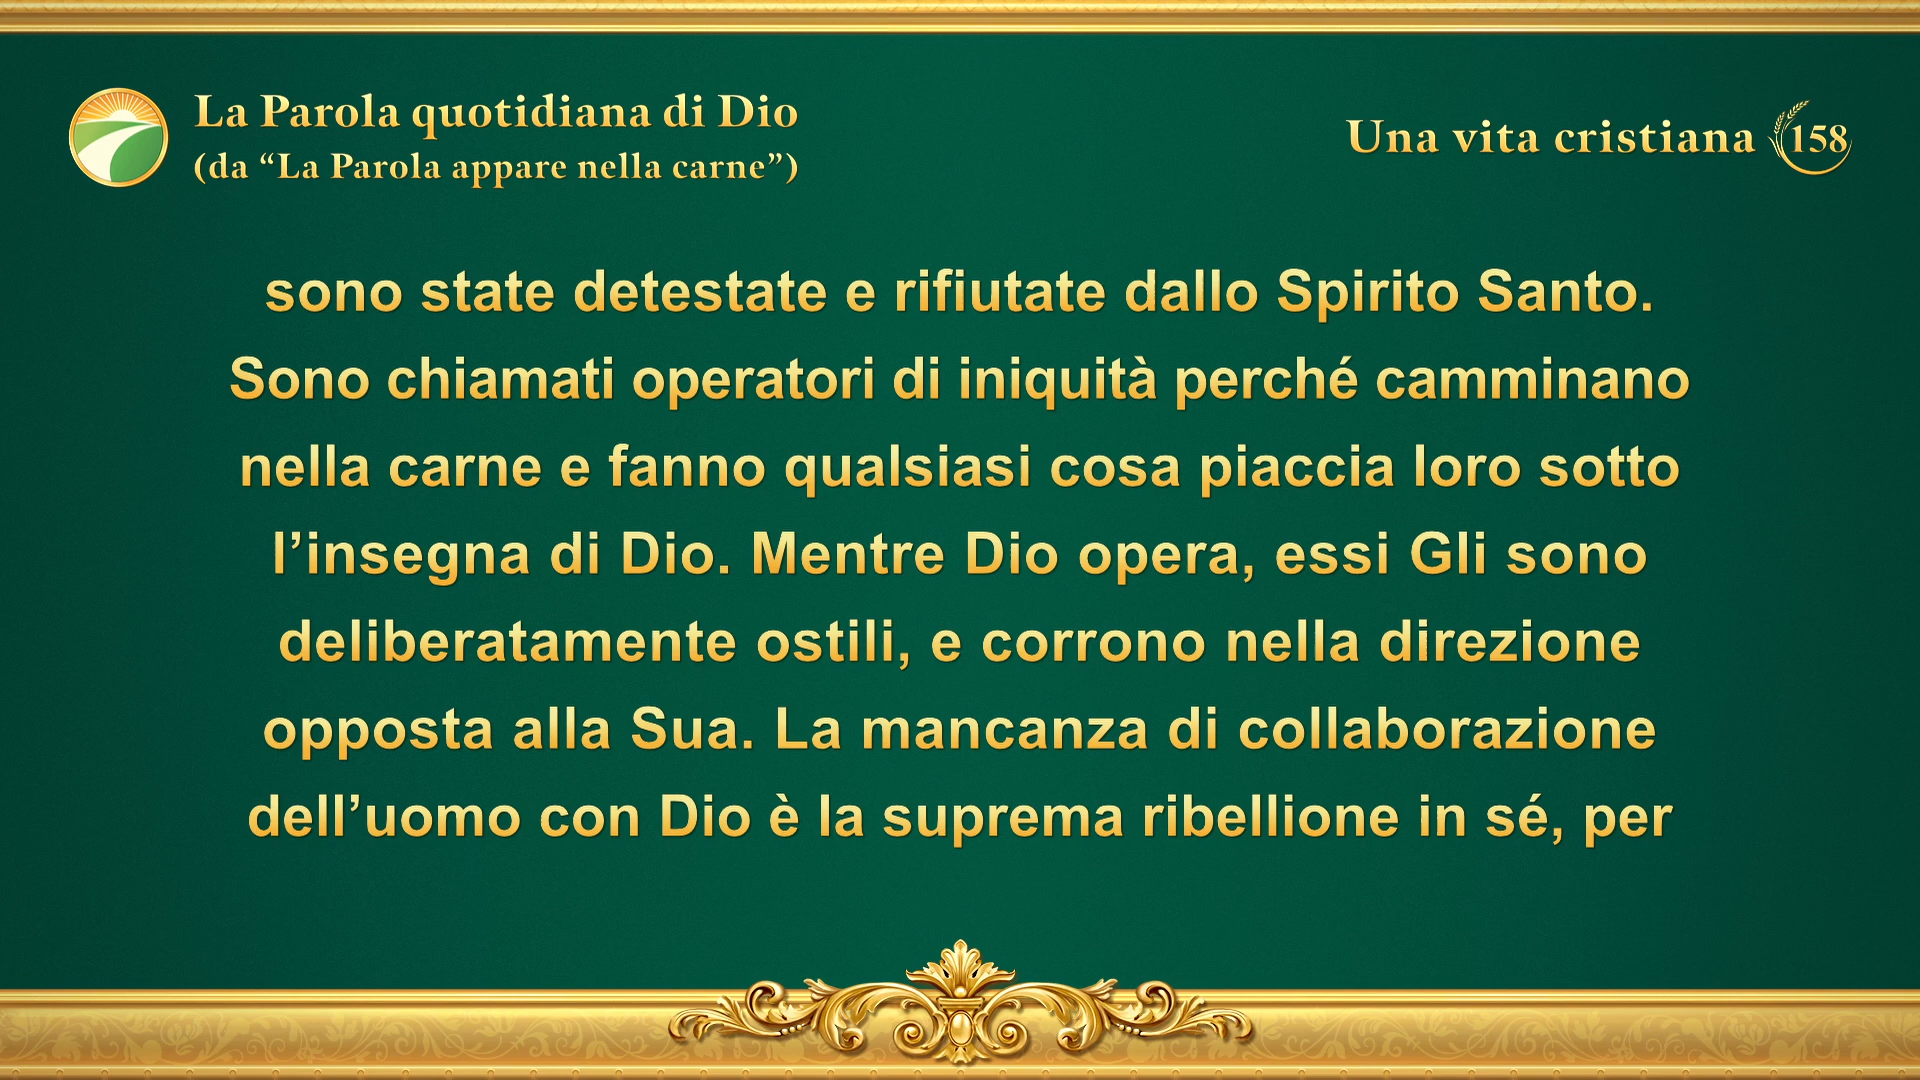 La Parola quotidiana di Dio
(da “La Parola appare nella carne”)
Una vita cristiana 158
sono state detestate e rifiutate dallo Spirito Santo.
Sono chiamati operatori di iniquità perché camminano
nella carne e fanno qualsiasi cosa piaccia loro sotto
l’insegna di Dio. Mentre Dio opera, essi Gli sono
deliberatamente ostili, e corrono nella direzione
opposta alla Sua. La mancanza di collaborazione
dell’uomo con Dio è la suprema ribellione in sé, per